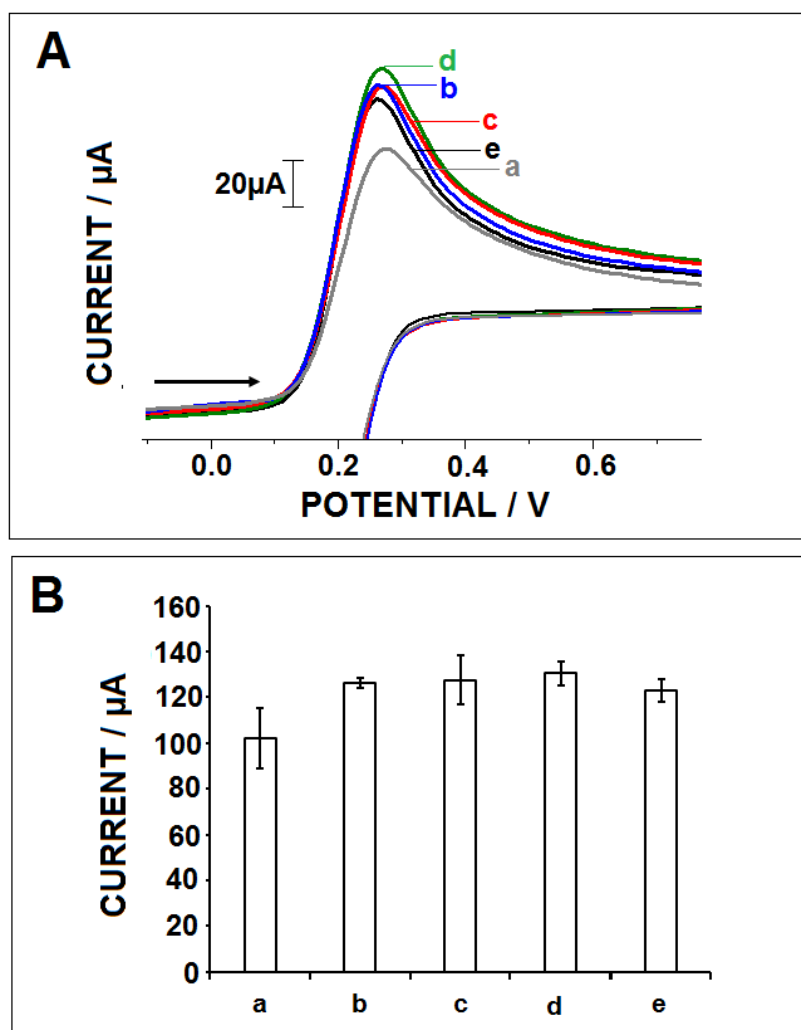 A
d
b
c
e
a
20µA
CURRENT / µA
0.0 0.2 0.4 0.6
POTENTIAL / V
B
CURRENT / µA
160
140
120
100
80
60
40
20
0
a b c d e